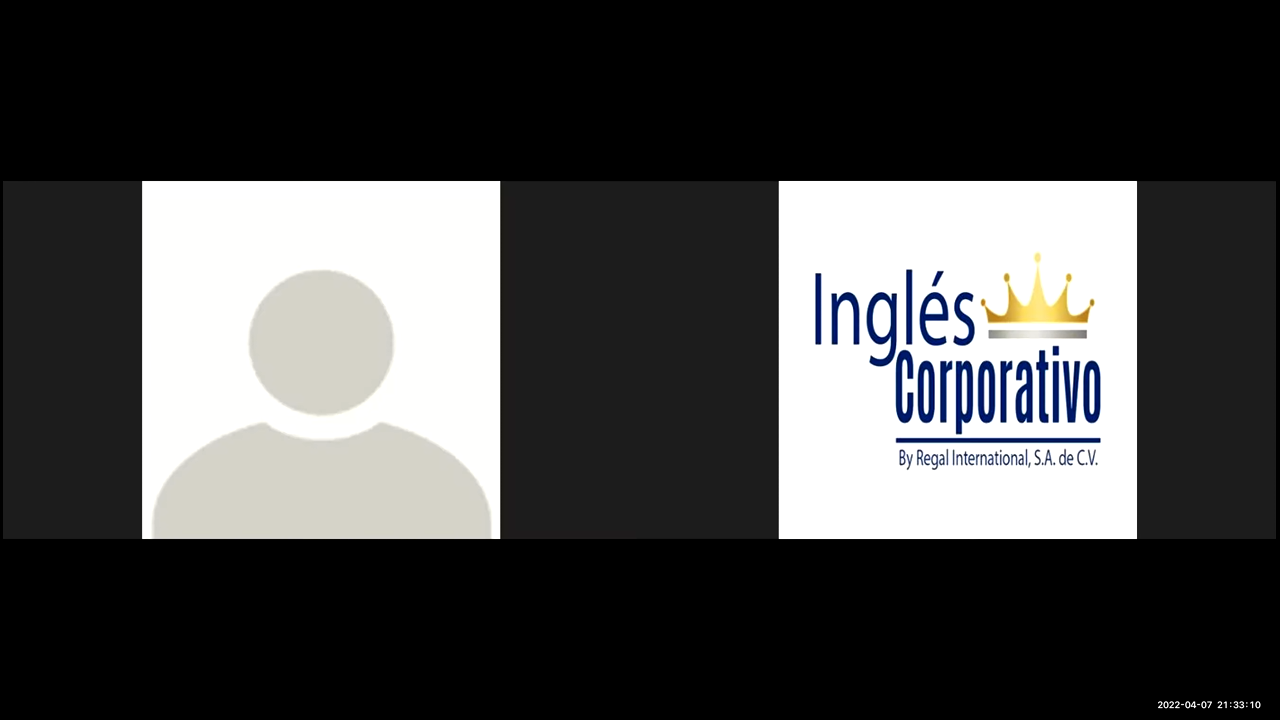 Inglés
Corporativo
By Regal International, S.A. de C.V.
2022-04-07 21:33:10